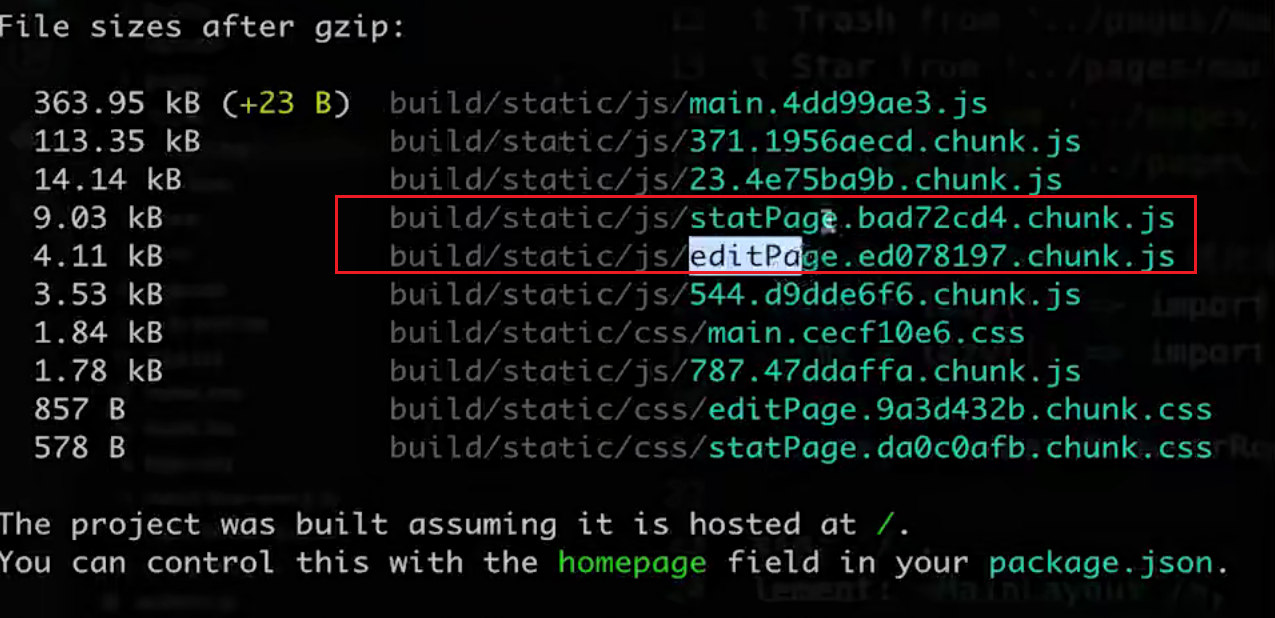 File sizes after gzip:
363.95 kB (+23 B) build/static/js/main.4dd99ae3.js
113.35 kB build/static/js/371.1956aecd.chunk.js
14.14 kB build/static/js/23.4e75ba9b.chunk.js
9.03 kB build/static/js/statPage.bad72cd4.chunk.js
4.11 kB build/static/js/editPage.ed078197.chunk.js
3.53 kB build/static/js/544.d9dde6f6.chunk.js
1.84 kB build/static/css/main.cecf10e6.css
1.78 kB build/static/js/787.47ddaffa.chunk.js
857 B build/static/css/editPage.9a3d432b.chunk.css
578 B build/static/css/statPage.da0c0afb.chunk.css
The project was built assuming it is hosted at /.
You can control this with the homepage field in your package.json.